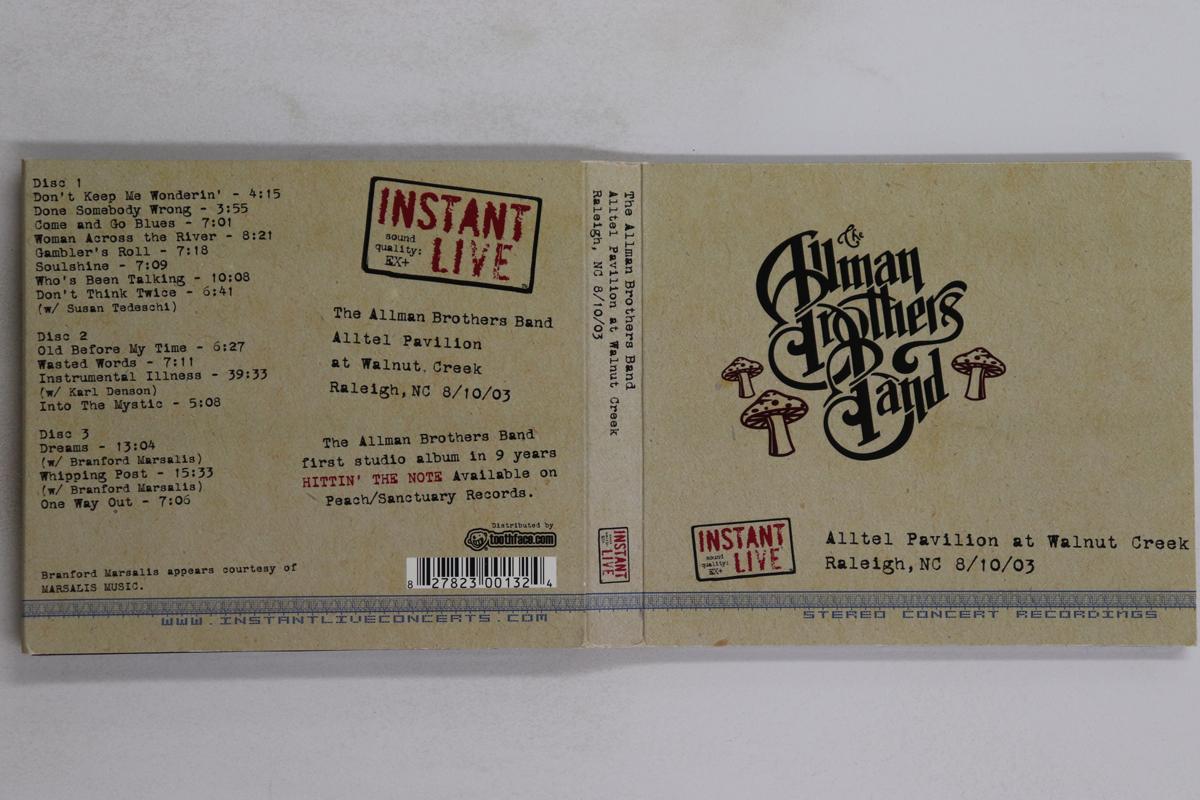 Disc 1
Don't Keep Me Wonderin' - 4:15
Done Somebody Wrong - 3:55
Come and Go Blues - 7:01
Woman Across the River - 8:21
Gambler's Roll - 7:18
Soulshine - 7:09
Who's Been Talking - 10:08
Don't Think Twice - 6:41
(w/ Susan Tedeschi)
Disc 2
Old Before My Time - 6:27
Wasted Words - 7:11
Instrumental Illness - 39:33
(w/ Karl Denson)
Into The Mystic - 5:08
Disc 3
Dreams - 13:04
(w/ Branford Marsalis)
Whipping Post - 15:33
(w/ Branford Marsalis)
One Way Out - 7:06
Branford Marsalis appears courtesy of
MARSALIS MUSIC.
INSTANT
sound
quality:
EX+
LIVE
The Allman Brothers Band
Alltel Pavilion
at Walnut Creek
Raleigh, NC 8/10/03
The Allman Brothers Band
first studio album in 9 years
HITTIN' THE NOTE Available on
Peach/Sanctuary Records.
Distributed by
toothface.com
8 27823 00132 4
WWW.INSTANTLIVECONCERTS.COM
The Allman Brothers Band
Alltel Pavilion at Walnut Creek
Raleigh, NC 8/10/03
INSTANT
LIVE
The
Allman
Brothers
Band
INSTANT
sound
quality:
EX+
LIVE
Alltel Pavilion at Walnut Creek
Raleigh, NC 8/10/03
STEREO CONCERT RECORDINGS